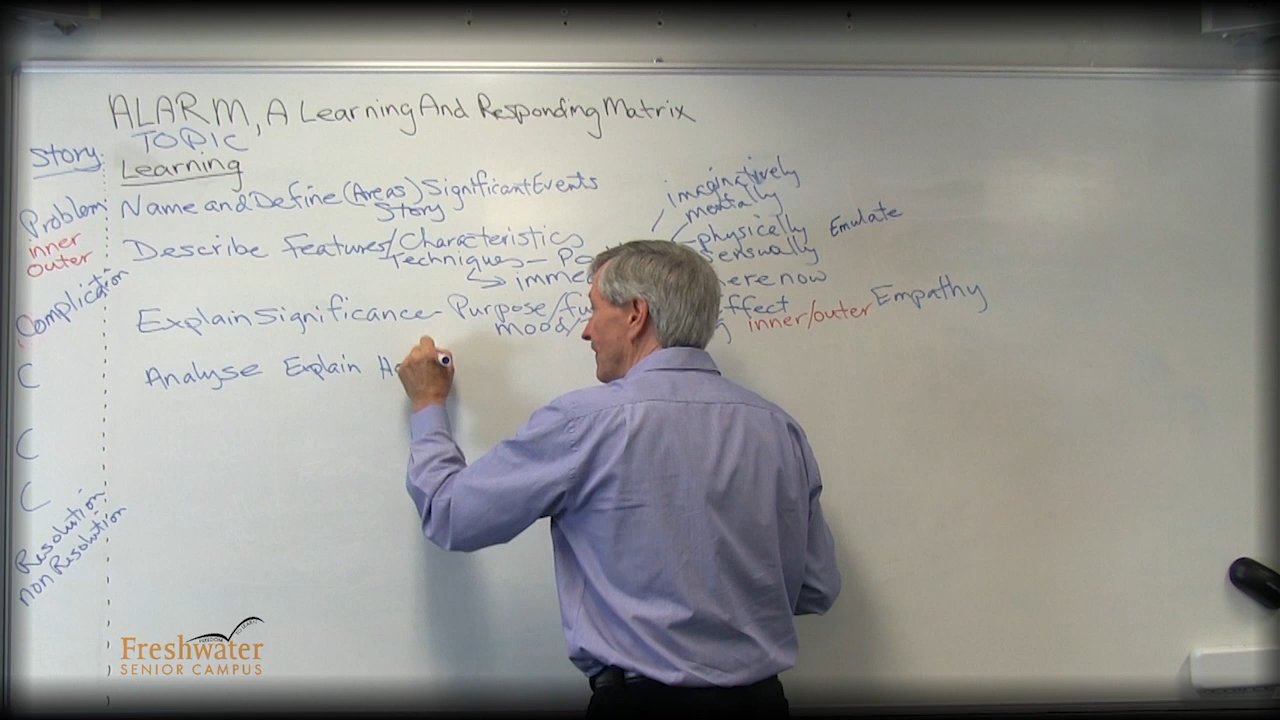 ALARM, A Learning And Responding Matrix
TOPIC
Story:
Learning
Problem:
inner
outer
Complication
C
C
C
Resolution:
non Resolution
Name and Define (Areas) Significant Events
Story
Describe Features/Characteristics
Techniques -
imaginatively
mentally
physically
sensually
Emulate
here now
Explain Significance - Purpose/
mood/
inner/outer
Empathy
Analyse Explain
Freshwater
SENIOR CAMPUS